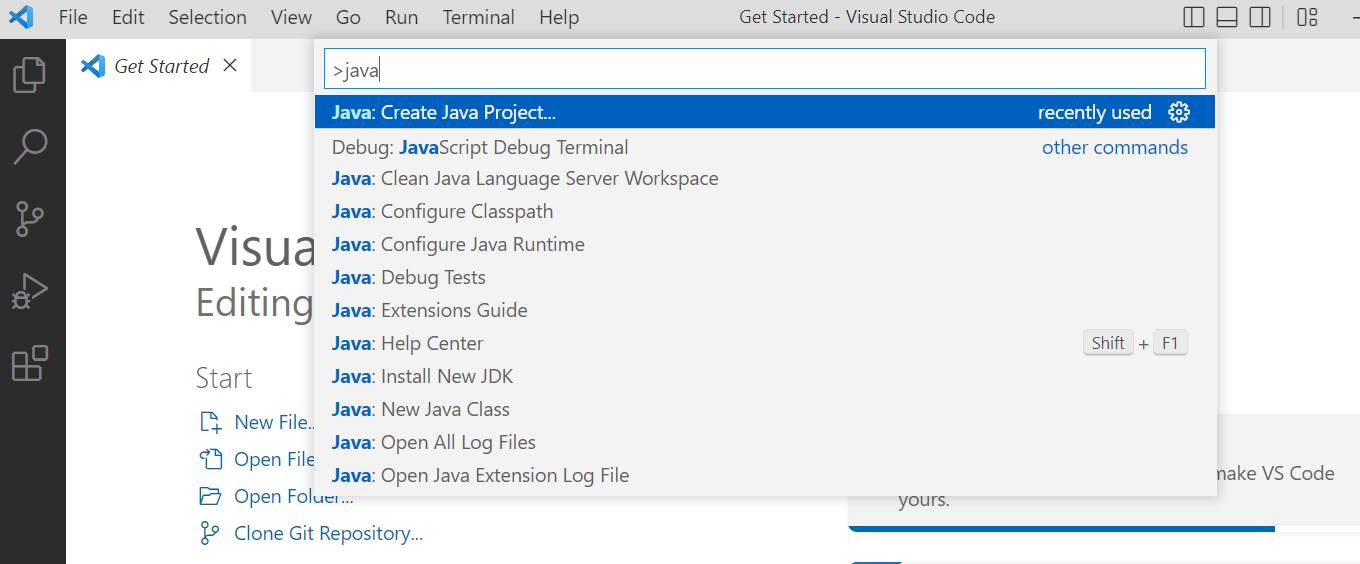 File Edit Selection View Go Run Terminal Help Get Started - Visual Studio Code
Get Started
>java
Java: Create Java Project... recently used
Debug: JavaScript Debug Terminal other commands
Java: Clean Java Language Server Workspace
Java: Configure Classpath
Java: Configure Java Runtime
Java: Debug Tests
Java: Extensions Guide
Java: Help Center Shift + F1
Java: Install New JDK
Java: New Java Class
Java: Open All Log Files
Java: Open Java Extension Log File
Visua
Editing
Start
New File...
Open File
Open Folder...
Clone Git Repository...
make VS Code
yours.